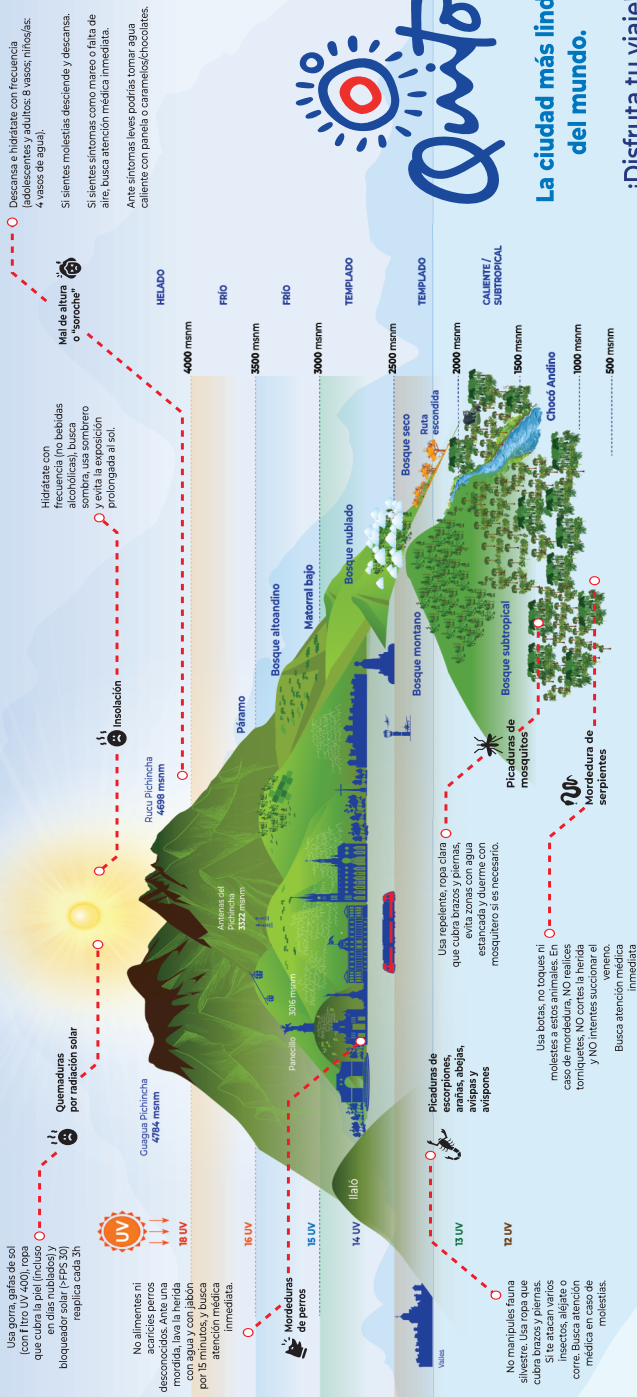 Usa gorra, gafas de sol
(con filtro UV 400), ropa
que cubra la piel (incluso
en días nublados) y
bloqueador solar (>FPS 30)
reaplica cada 3h
Quemaduras
por radiación solar
Insolación
Hidrátate con
frecuencia (no bebidas
alcohólicas), busca
sombra, usa sombrero
y evita la exposición
prolongada al sol.
Mal de altura
o “soroche”
Descansa e hidrátate con frecuencia
(adolescentes y adultos: 8 vasos; niños/as:
4 vasos de agua).
Si sientes molestias desciende y descansa.
Si sientes síntomas como mareo o falta de
aire, busca atención médica inmediata.
Ante síntomas leves podrías tomar agua
caliente con panela o caramelos/chocolates.
UV
18 UV
16 UV
15 UV
14 UV
13 UV
12 UV
Guagua Pichincha
4784 msnm
Rucu Pichincha
4698 msnm
Antenas del
Pichincha
3322 msnm
Panecillo
3016 msnm
Ilaló
Valles
Páramo
Bosque altoandino
Matorral bajo
Bosque nublado
Bosque seco
Ruta
escondida
Bosque montano
Bosque subtropical
Chocó Andino
4000 msnm
3500 msnm
3000 msnm
2500 msnm
2000 msnm
1500 msnm
1000 msnm
500 msnm
HELADO
FRÍO
FRÍO
TEMPLADO
TEMPLADO
CALIENTE /
SUBTROPICAL
No alimentes ni
acaricies perros
desconocidos. Ante una
mordida, lava la herida
con agua y con jabón
por 15 minutos, y busca
atención médica
inmediata.
Mordeduras
de perros
No manipules fauna
silvestre. Usa ropa que
cubra brazos y piernas.
Si te atacan varios
insectos, aléjate o
corre. Busca atención
médica en caso de
molestias.
Picaduras de
escorpiones,
arañas, abejas,
avispas y
avispones
Usa repelente, ropa clara
que cubra brazos y piernas,
evita zonas con agua
estancada y duerme con
mosquitero si es necesario.
Picaduras de
mosquitos
Usa botas, no toques ni
molestes a estos animales. En
caso de mordedura, NO realices
torniquetes, NO cortes la herida
y NO intentes succionar el
veneno.
Busca atención médica
inmediata
Mordedura de
serpientes
Quito
La ciudad más lind
del mundo.
¡Disfruta tu viaje!